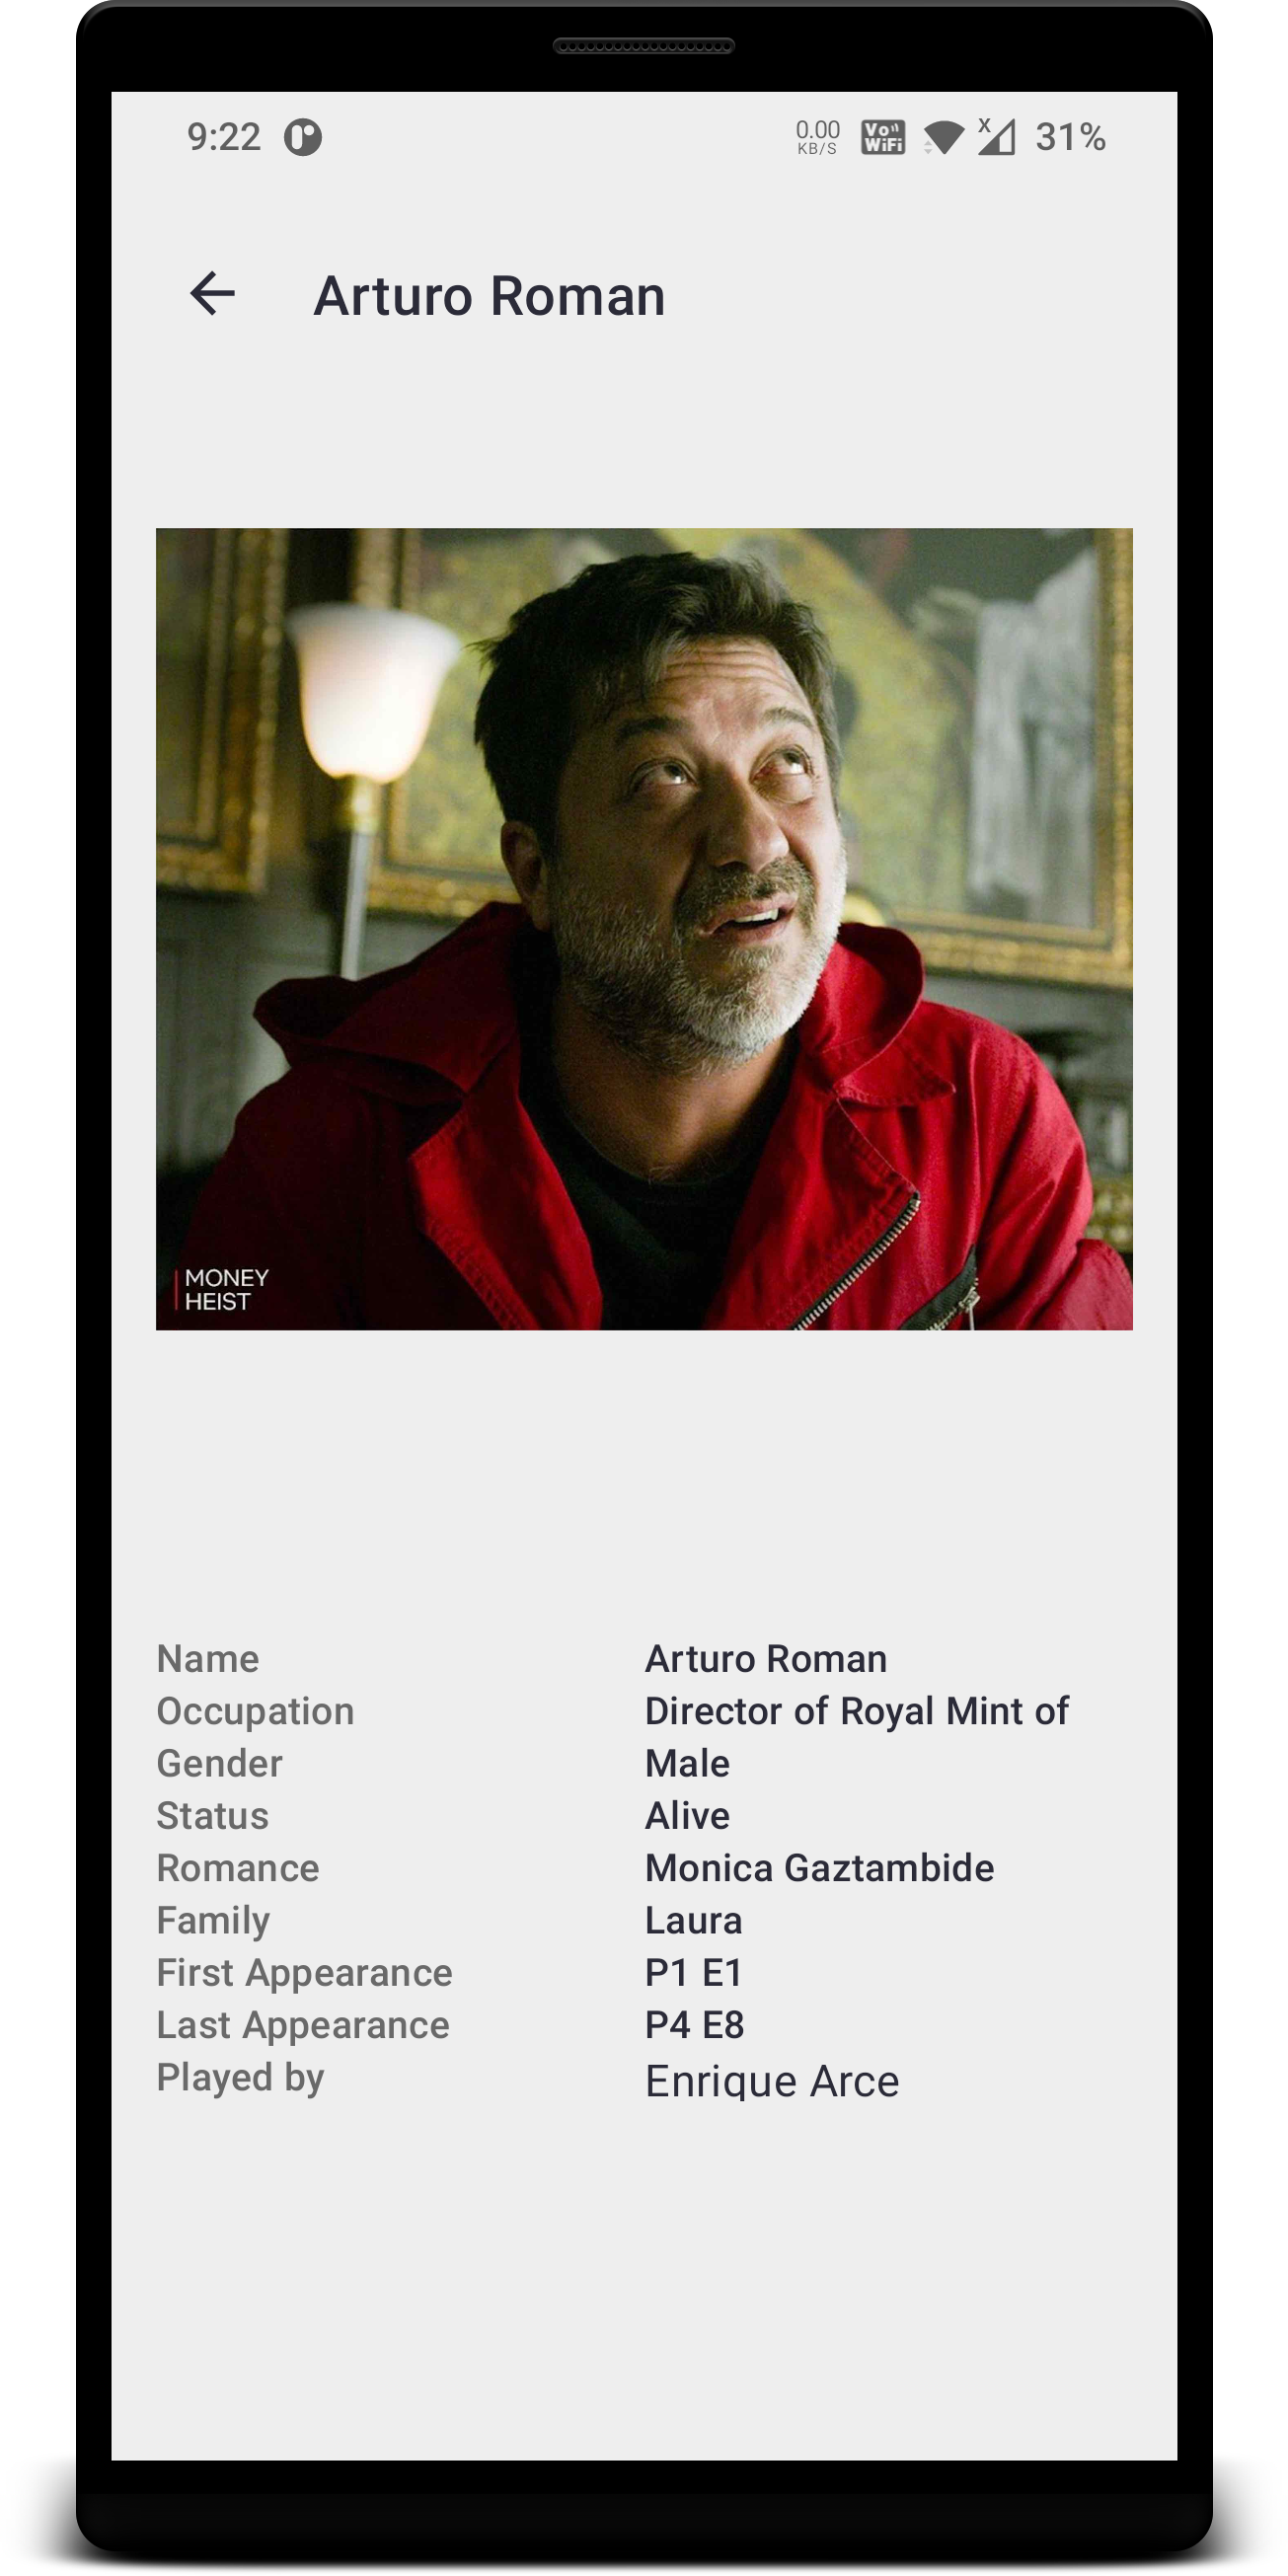 9:22
0.00
KB/S
Vo
WiFi
X
31%
Arturo Roman
MONEY
HEIST
Name Arturo Roman
Occupation Director of Royal Mint of
Gender Male
Status Alive
Romance Monica Gaztambide
Family Laura
First Appearance P1 E1
Last Appearance P4 E8
Played by Enrique Arce